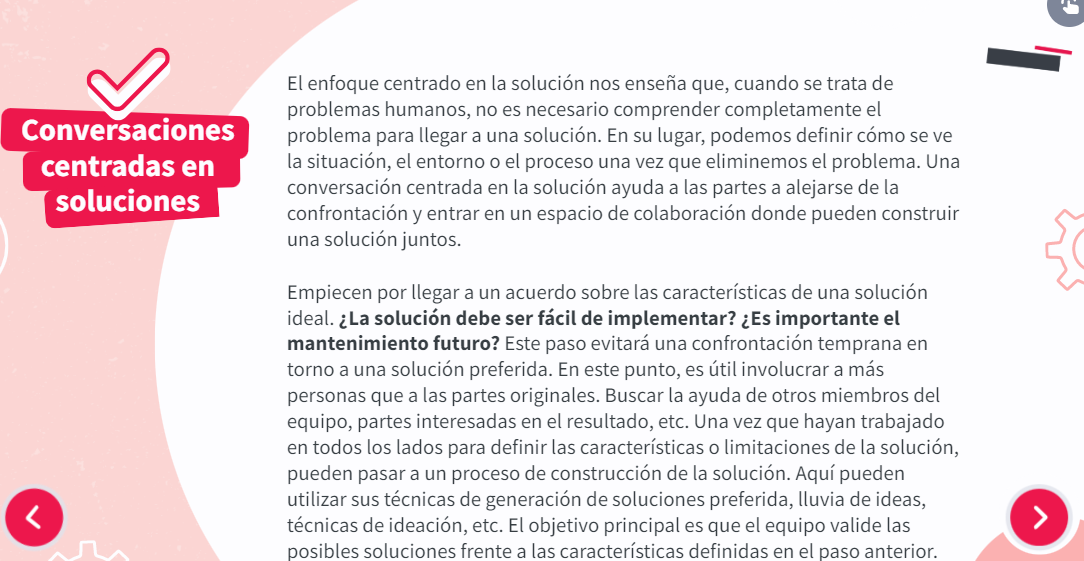 Conversaciones
centradas en
soluciones
El enfoque centrado en la solución nos enseña que, cuando se trata de
problemas humanos, no es necesario comprender completamente el
problema para llegar a una solución. En su lugar, podemos definir cómo se ve
la situación, el entorno o el proceso una vez que eliminemos el problema. Una
conversación centrada en la solución ayuda a las partes a alejarse de la
confrontación y entrar en un espacio de colaboración donde pueden construir
una solución juntos.
Empiecen por llegar a un acuerdo sobre las características de una solución
ideal. ¿La solución debe ser fácil de implementar? ¿Es importante el
mantenimiento futuro? Este paso evitará una confrontación temprana en
torno a una solución preferida. En este punto, es útil involucrar a más
personas que a las partes originales. Buscar la ayuda de otros miembros del
equipo, partes interesadas en el resultado, etc. Una vez que hayan trabajado
en todos los lados para definir las características o limitaciones de la solución,
pueden pasar a un proceso de construcción de la solución. Aquí pueden
utilizar sus técnicas de generación de soluciones preferida, lluvia de ideas,
técnicas de ideación, etc. El objetivo principal es que el equipo valide las
posibles soluciones frente a las características definidas en el paso anterior.